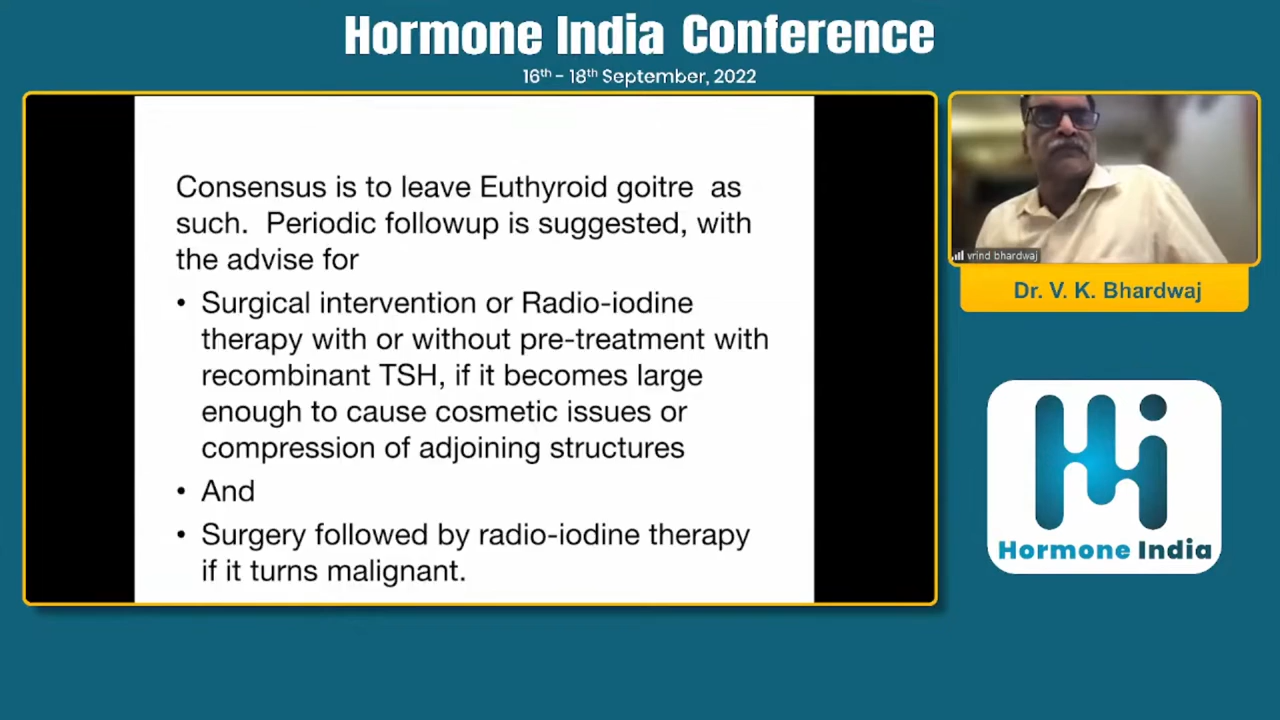 Hormone India Conference
16th - 18th September, 2022
Consensus is to leave Euthyroid goitre as
such. Periodic followup is suggested, with
the advise for
• Surgical intervention or Radio-iodine
therapy with or without pre-treatment with
recombinant TSH, if it becomes large
enough to cause cosmetic issues or
compression of adjoining structures
• And
• Surgery followed by radio-iodine therapy
if it turns malignant.
vrind bhardwaj
Dr. V. K. Bhardwaj
Hi
Hormone India